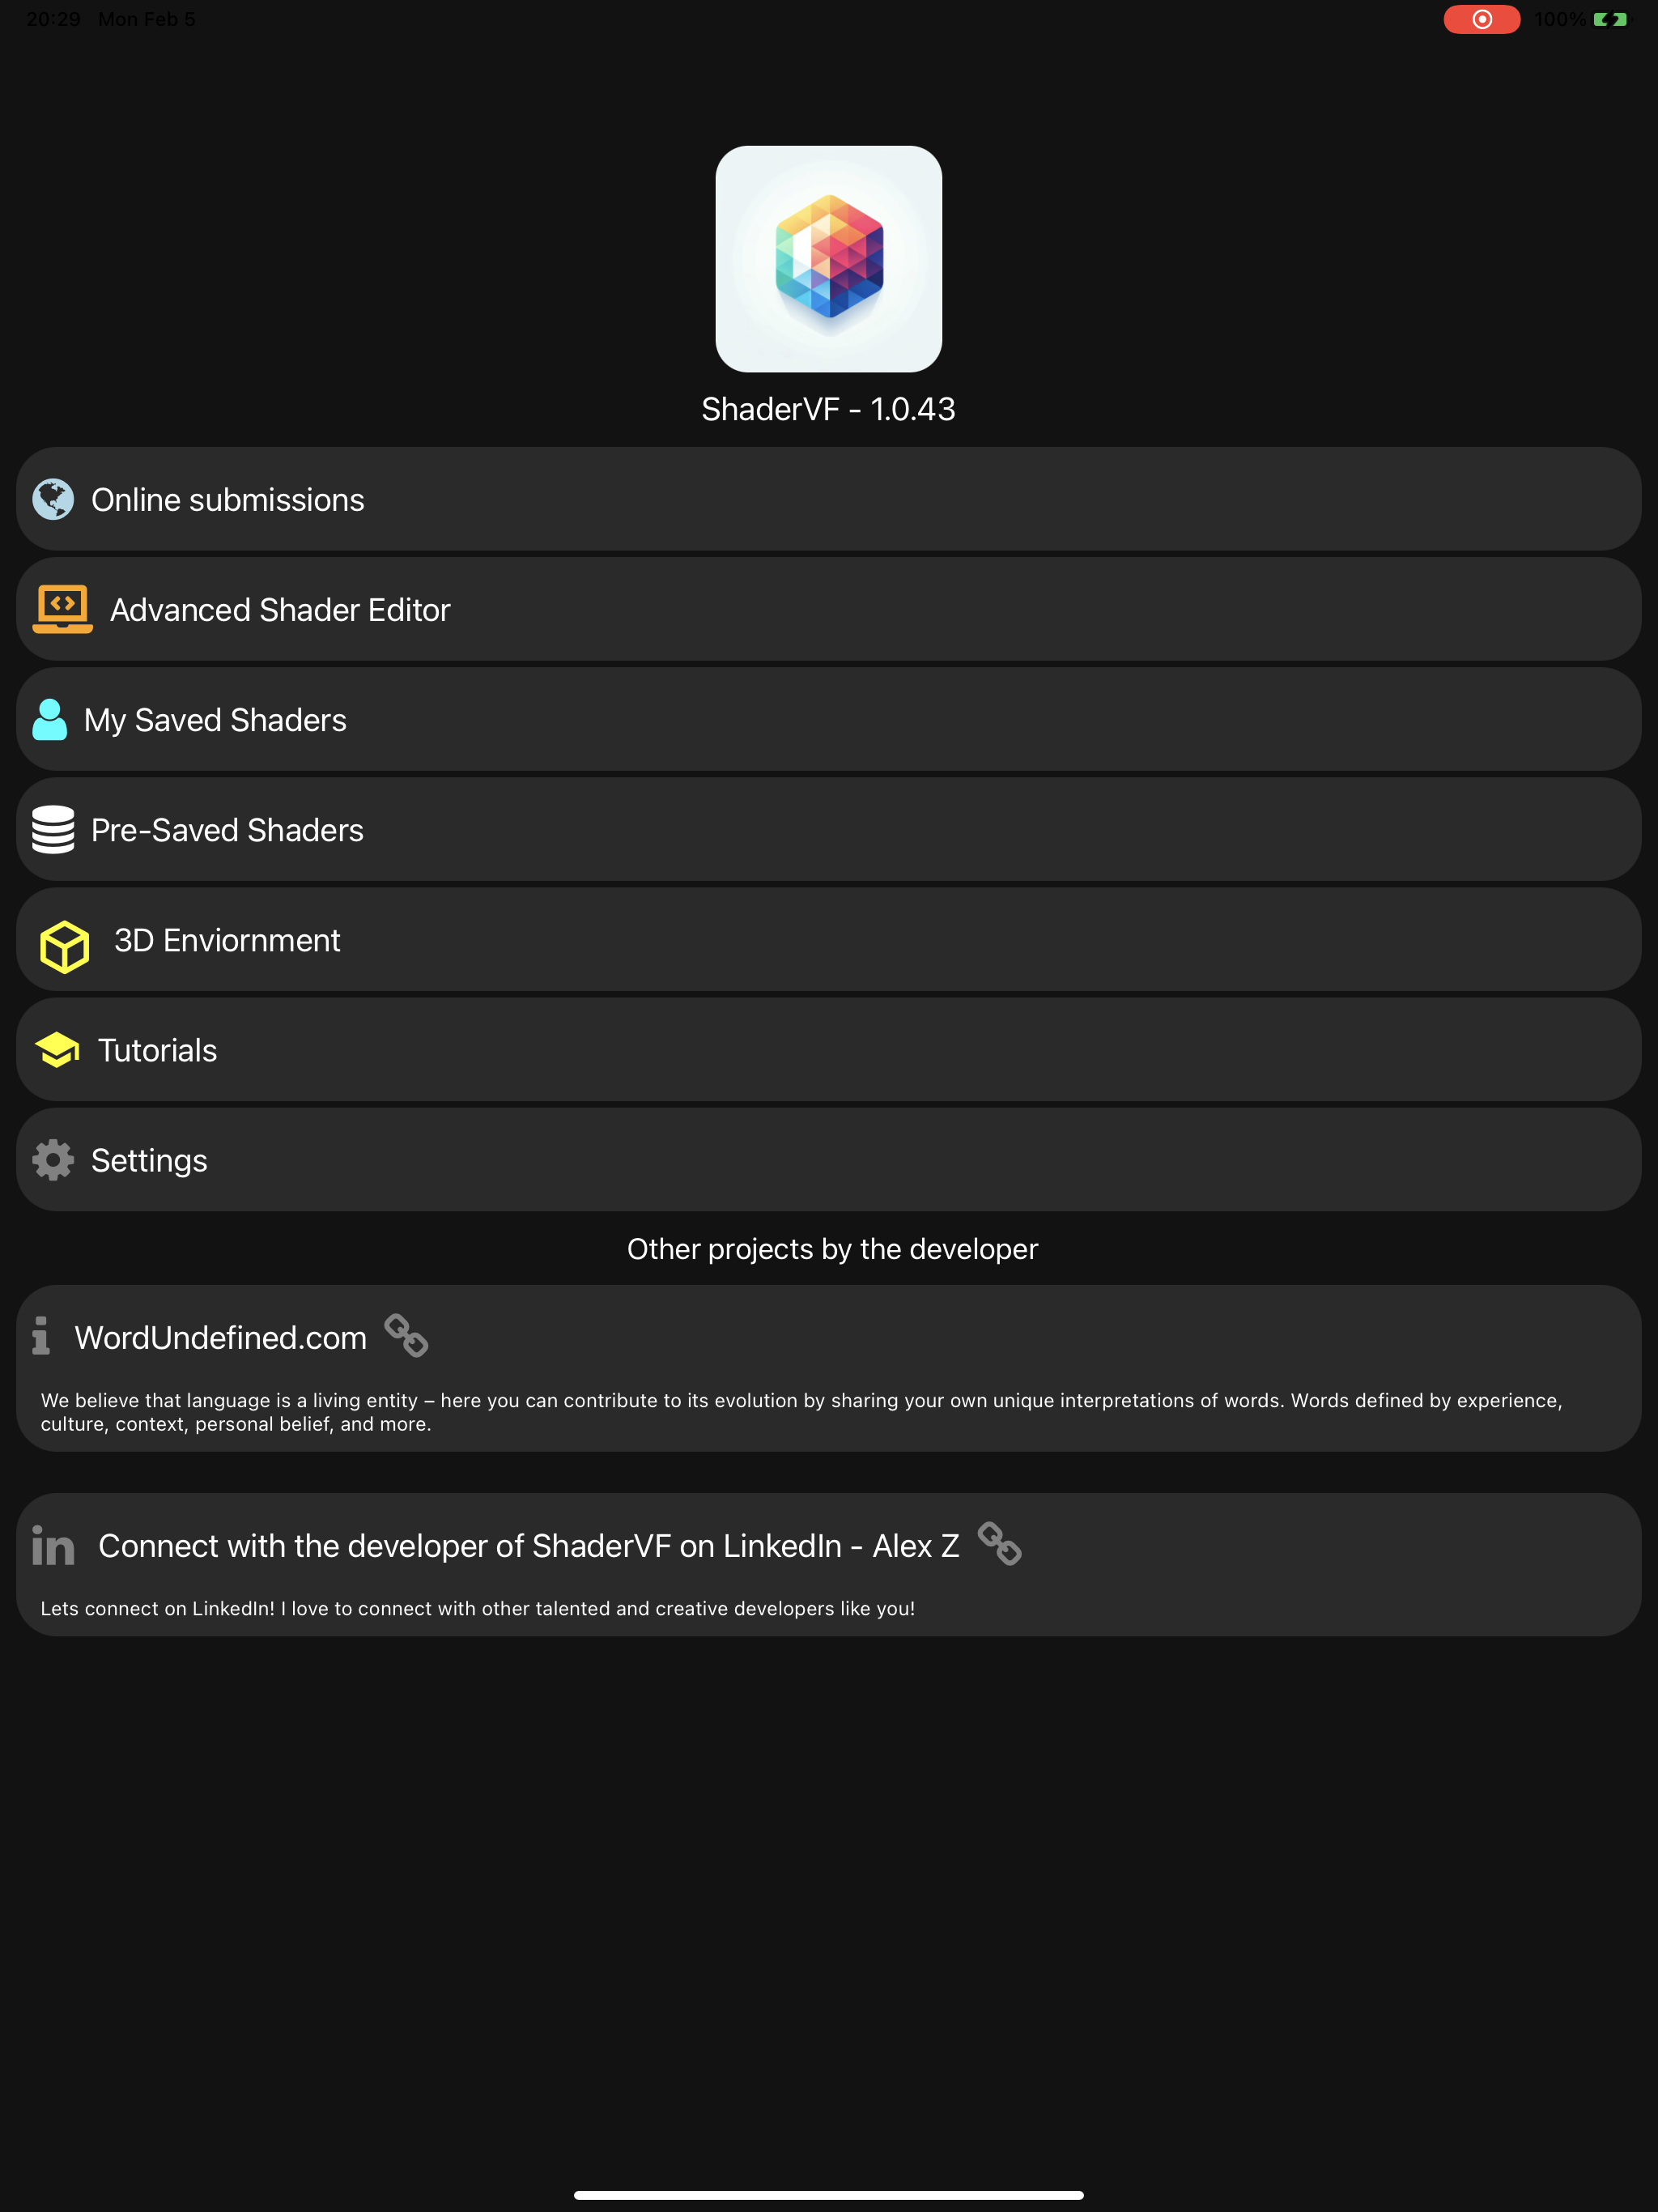 20:29 Mon Feb 5
100%
ShaderVF - 1.0.43
Online submissions
Advanced Shader Editor
My Saved Shaders
Pre-Saved Shaders
3D Enviornment
Tutorials
Settings
Other projects by the developer
WordUndefined.com
We believe that language is a living entity – here you can contribute to its evolution by sharing your own unique interpretations of words. Words defined by experience,
culture, context, personal belief, and more.
in Connect with the developer of ShaderVF on LinkedIn - Alex Z
Lets connect on LinkedIn! I love to connect with other talented and creative developers like you!